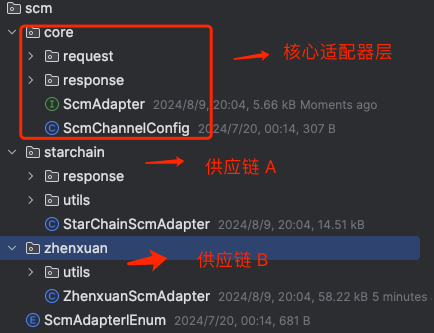 scm
core
request
response
ScmAdapter 2024/8/9, 20:04, 5.66 kB Moments ago
ScmChannelConfig 2024/7/20, 00:14, 307 B
核心适配器层
starchain
response
utils
StarChainScmAdapter 2024/8/9, 20:04, 14.51 kB
供应链 A
zhenxuan
utils
ZhenxuanScmAdapter 2024/8/9, 20:04, 58.22 kB 5 minutes
供应链 B
ScmAdapterIEnum 2024/7/20, 00:14, 681 B